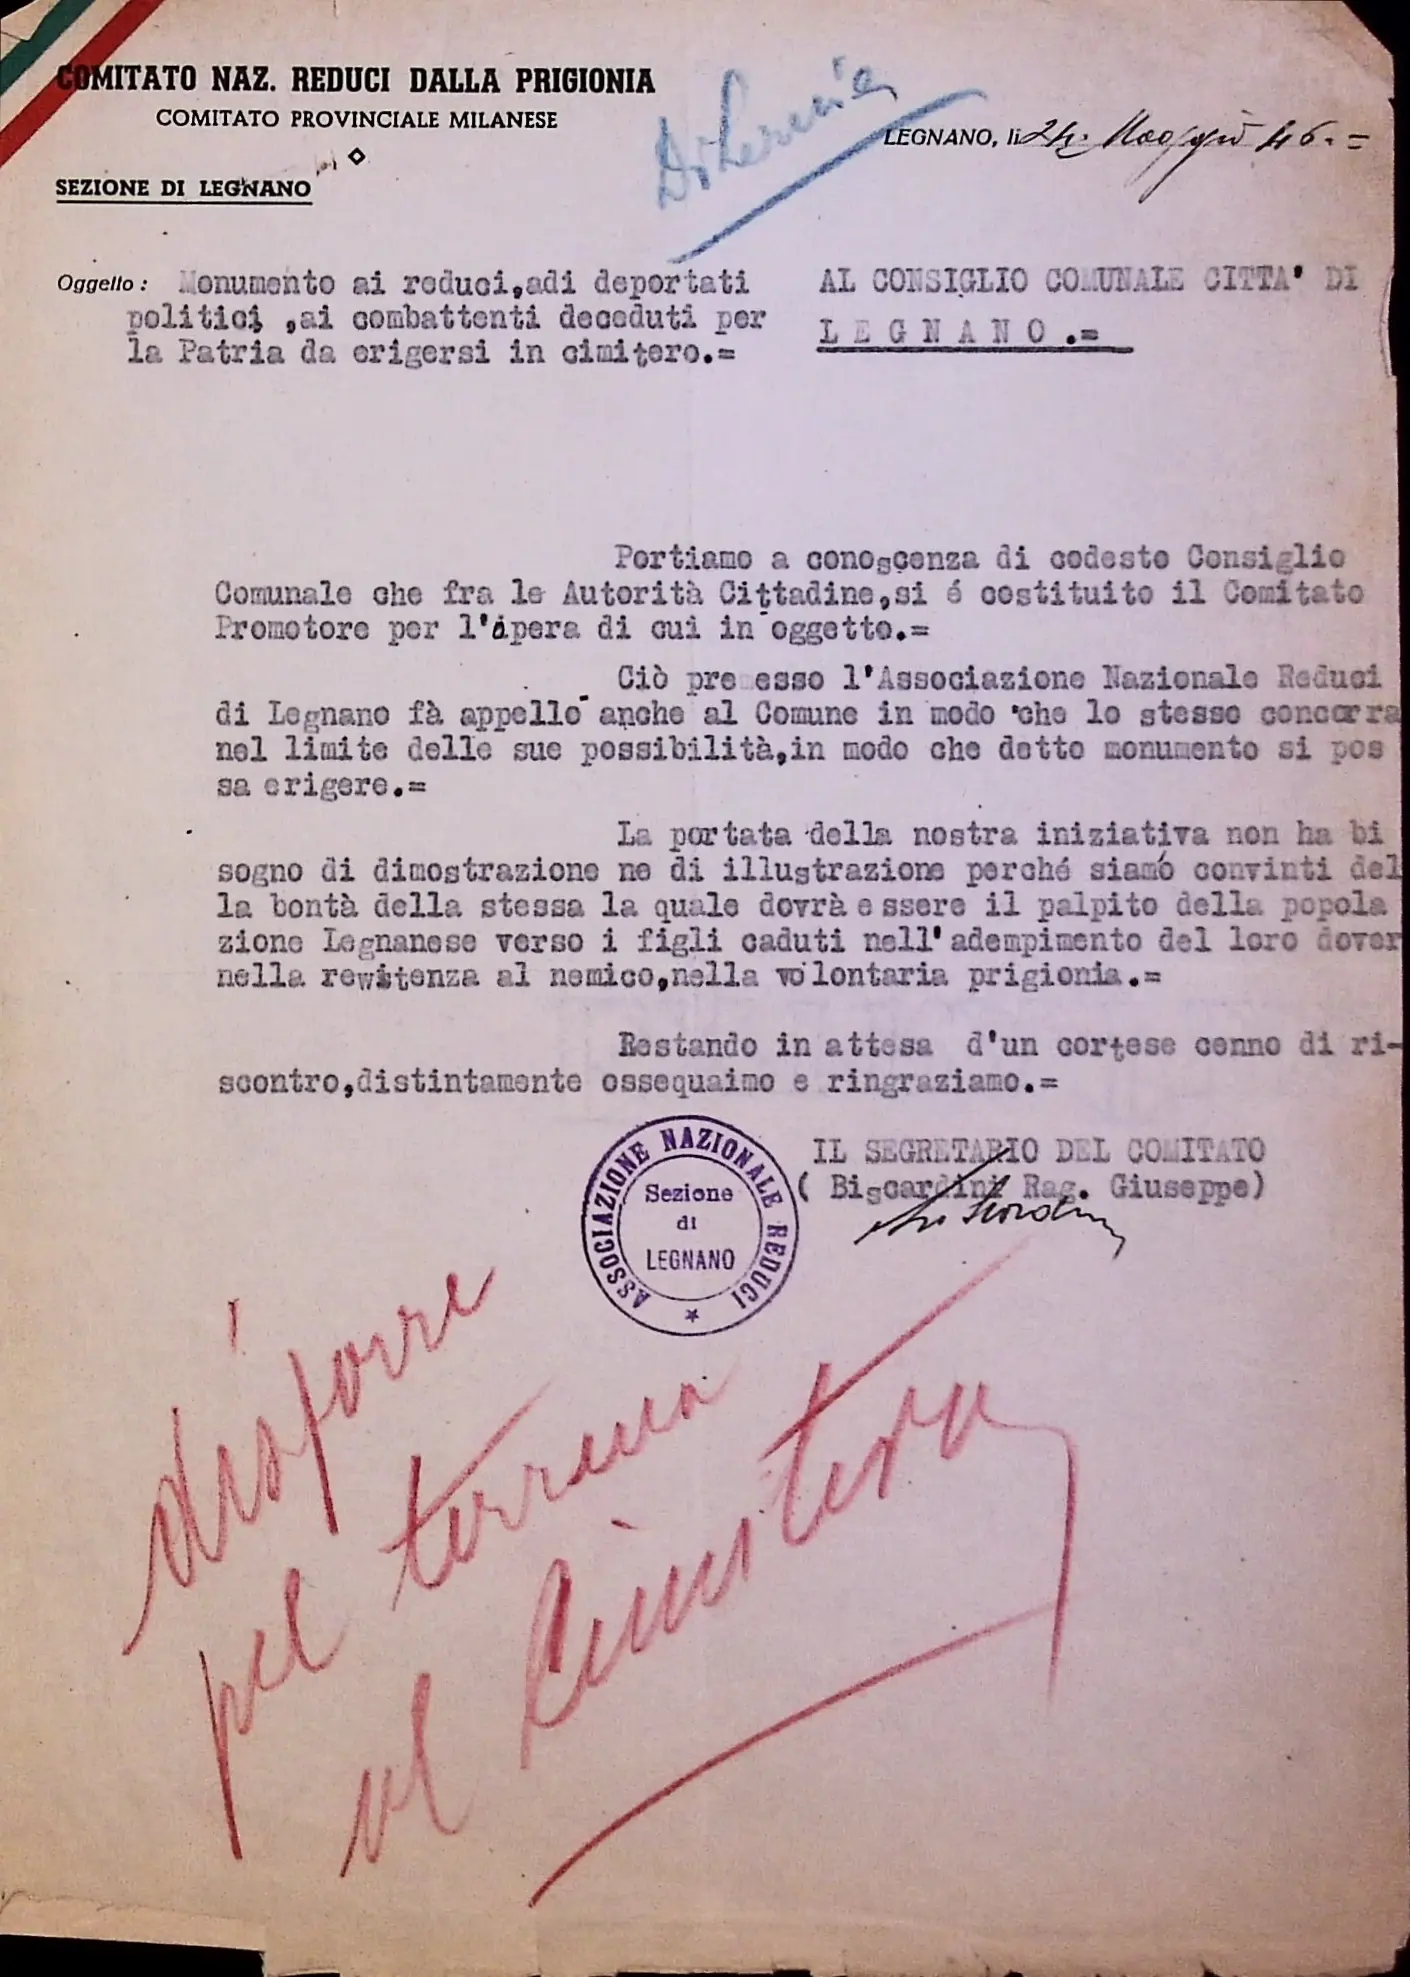 COMITATO NAZ. REDUCI DALLA PRIGIONIA
COMITATO PROVINCIALE MILANESE
SEZIONE DI LEGNANO
LEGNANO, li 24 Maggio 46.=
Oggetto: Monumento ai reduci,adi deportati
politici ,ai combattenti deceduti per
la Patria da erigersi in cimitero.=
AL CONSIGLIO COMUNALE CITTA' DI
LEGNANO.=
Portiamo a conoscenza di codesto Consiglio
Comunale che fra le Autorità Cittadine,si é costituito il Comitato
Promotore per l'òpera di cui in oggetto.=
Ciò premesso l'Associazione Nazionale Reduci
di Legnano fà appello anche al Comune in modo che lo stesso concorra
nel limite delle sue possibilità,in modo che detto monumento si pos
sa erigere.=
La portata della nostra iniziativa non ha bi
sogno di dimostrazione ne di illustrazione perché siamo convinti del
la bontà della stessa la quale dovrà essere il palpito della popola
zione Legnanese verso i figli caduti nell'adempimento del loro dover
nella rewitenza al nemico,nella volontaria prigionia.=
Restando in attesa d'un cortese cenno di ri-
scontro,distintamente ossequaimo e ringraziamo.=
IL SEGRETARIO DEL COMITATO
( Biscardini Rag. Giuseppe)
ASSOCIAZIONE NAZIONALE REDUCI
Sezione
di
LEGNANO
disporre
pel terreno
al Cimitero